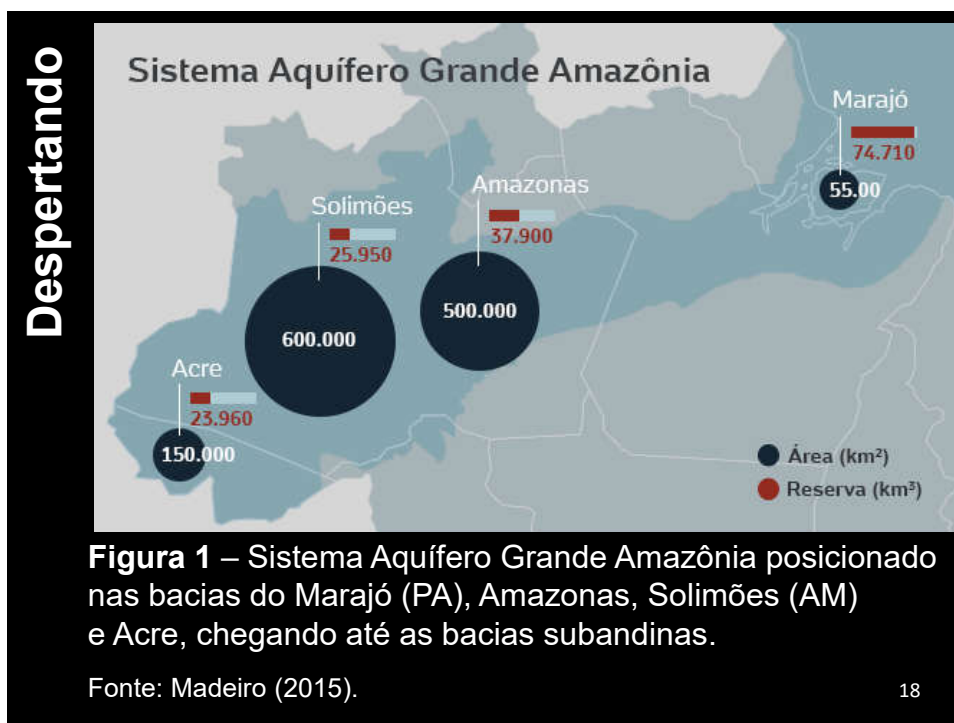 Despertando
Sistema Aquífero Grande Amazônia
Marajó
74.710
55.00
Amazonas
37.900
500.000
Solimões
25.950
600.000
Acre
23.960
150.000
Área (km²)
Reserva (km³)
Figura 1 – Sistema Aquífero Grande Amazônia posicionado
nas bacias do Marajó (PA), Amazonas, Solimões (AM)
e Acre, chegando até as bacias subandinas.
Fonte: Madeiro (2015).
18